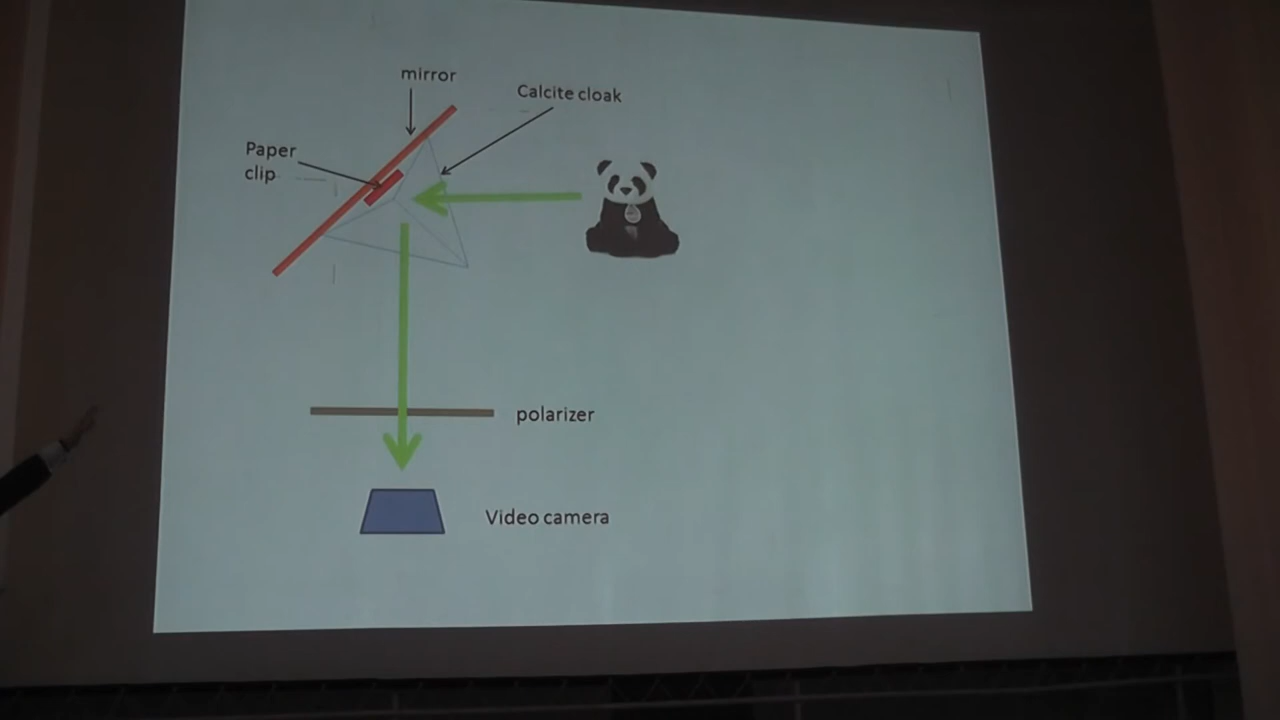 mirror
Calcite cloak
Paper
clip
polarizer
Video camera